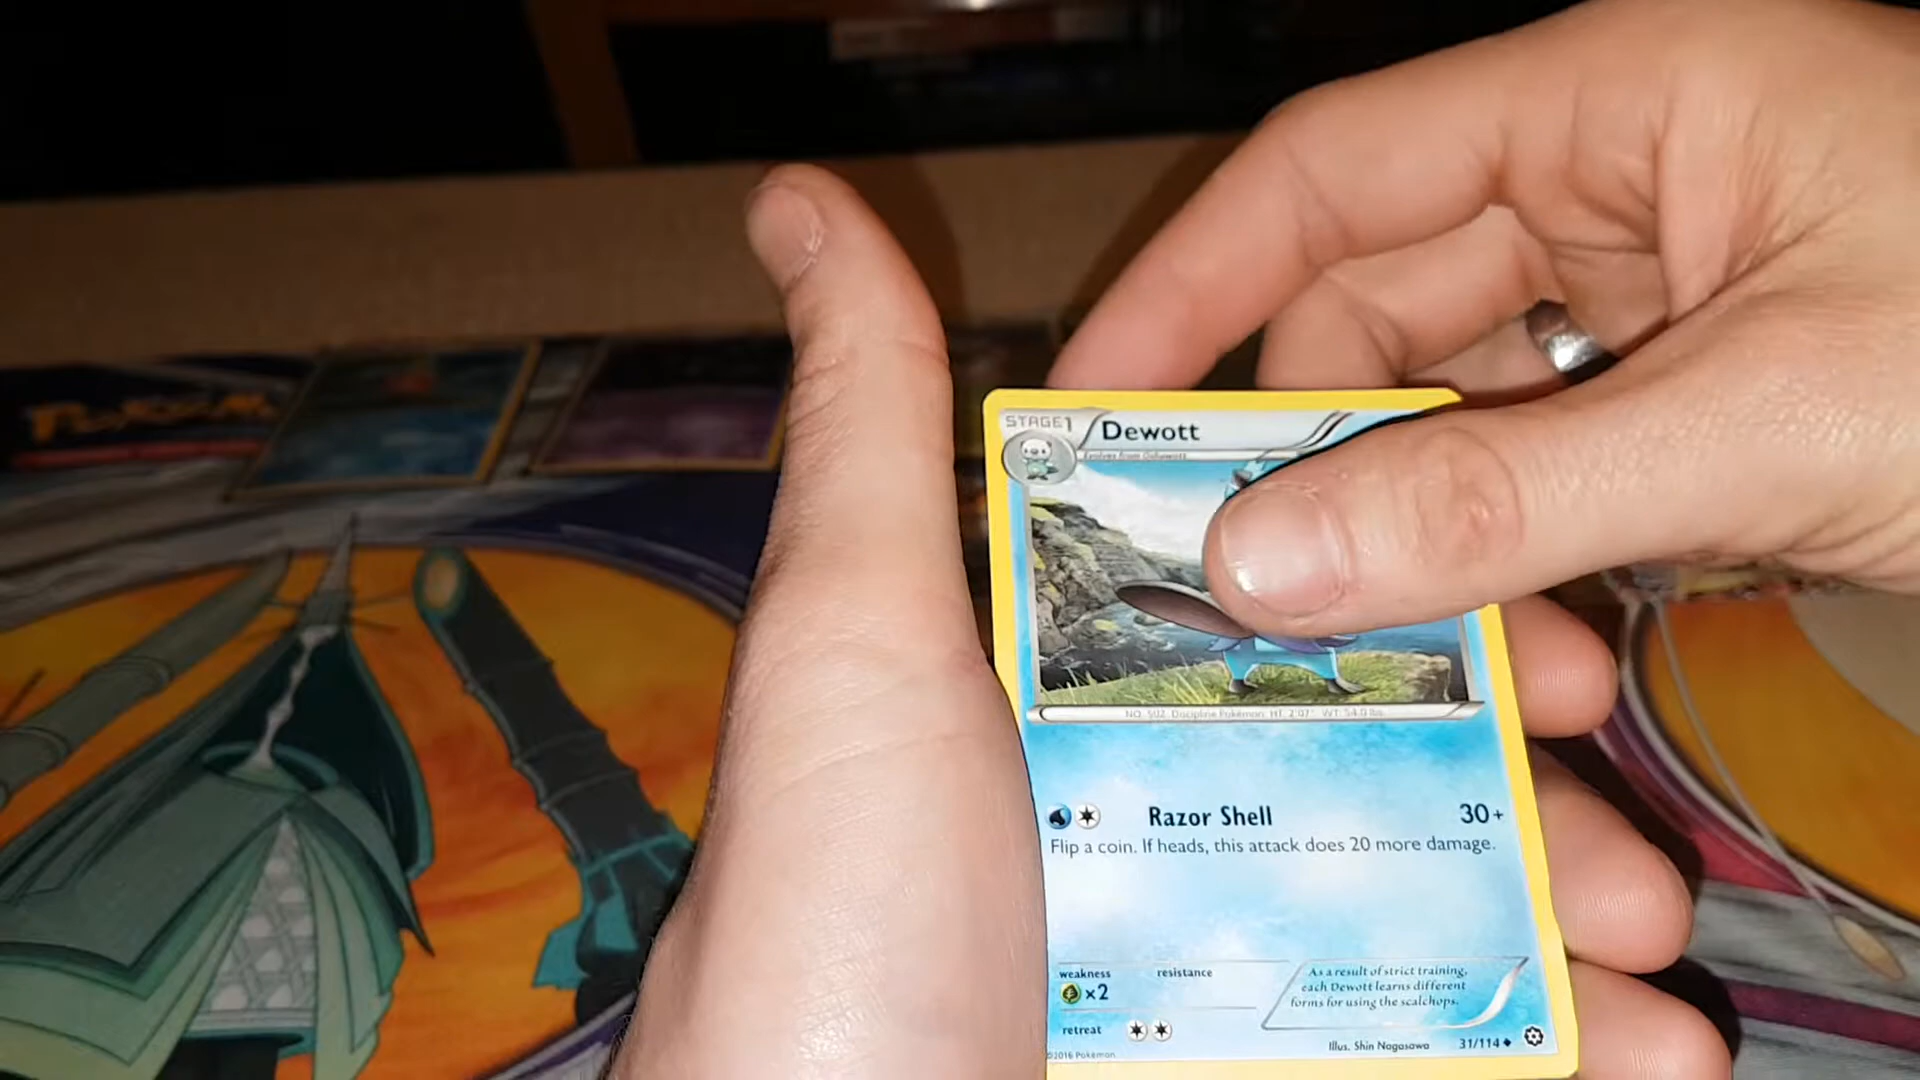 Pokémon
STAGE1
Dewott
Evolves from Oshawott
NO. 502 Discipline Pokémon HT: 2'07" WT: 54.0 lbs.
Razor Shell 30+
Flip a coin. If heads, this attack does 20 more damage.
weakness resistance
×2
As a result of strict training,
each Dewott learns different
forms for using the scalchops.
retreat
Illus. Shin Nagasawa 31/114
©2016 Pokémon